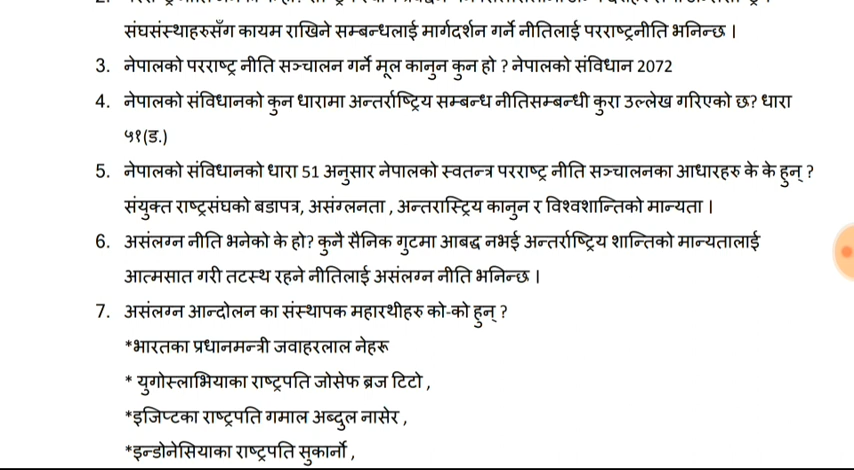 संघसंस्थाहरुसँग कायम राखिने सम्बन्धलाई मार्गदर्शन गर्ने नीतिलाई परराष्ट्रनीति भनिन्छ ।
3. नेपालको परराष्ट्र नीति सञ्चालन गर्ने मूल कानुन कुन हो ? नेपालको संविधान 2072
4. नेपालको संविधानको कुन धारामा अन्तर्राष्ट्रिय सम्बन्ध नीतिसम्बन्धी कुरा उल्लेख गरिएको छ? धारा
५१(ड.)
5. नेपालको संविधानको धारा 51 अनुसार नेपालको स्वतन्त्र परराष्ट्र नीति सञ्चालनका आधारहरु के के हुन् ?
संयुक्त राष्ट्रसंघको बडापत्र, असंग्लनता , अन्तरास्ट्रिय कानुन र विश्वशान्तिको मान्यता ।
6. असंलग्न नीति भनेको के हो? कुनै सैनिक गुटमा आबद्ध नभई अन्तर्राष्ट्रिय शान्तिको मान्यतालाई
आत्मसात गरी तटस्थ रहने नीतिलाई असंलग्न नीति भनिन्छ ।
7. असंलग्न आन्दोलन का संस्थापक महारथीहरु को-को हुन् ?
*भारतका प्रधानमन्त्री जवाहरलाल नेहरू
* युगोस्लाभियाका राष्ट्रपति जोसेफ ब्रज टिटो ,
*इजिप्टका राष्ट्रपति गमाल अब्दुल नासेर ,
*इन्डोनेसियाका राष्ट्रपति सुकार्नो ,